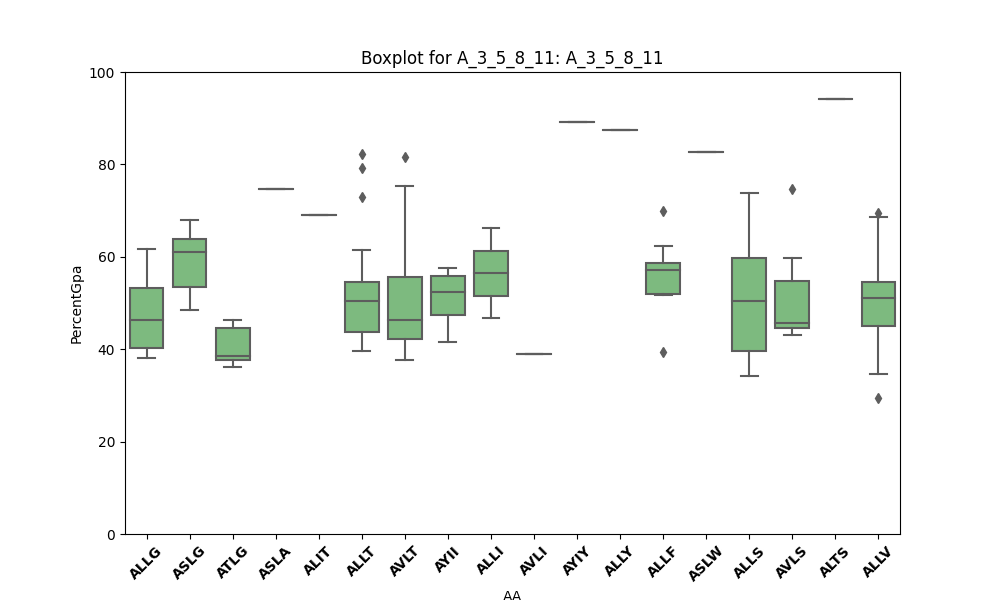 Boxplot for A_3_5_8_11: A_3_5_8_11
100
80
60
40
20
0
PercentGpa
ALLG ASLG ATLG ASLA ALIT ALLT AVLT AYII ALLI AVLI AYIY ALLY ALLF ASLW ALLS AVLS ALTS ALLV
AA